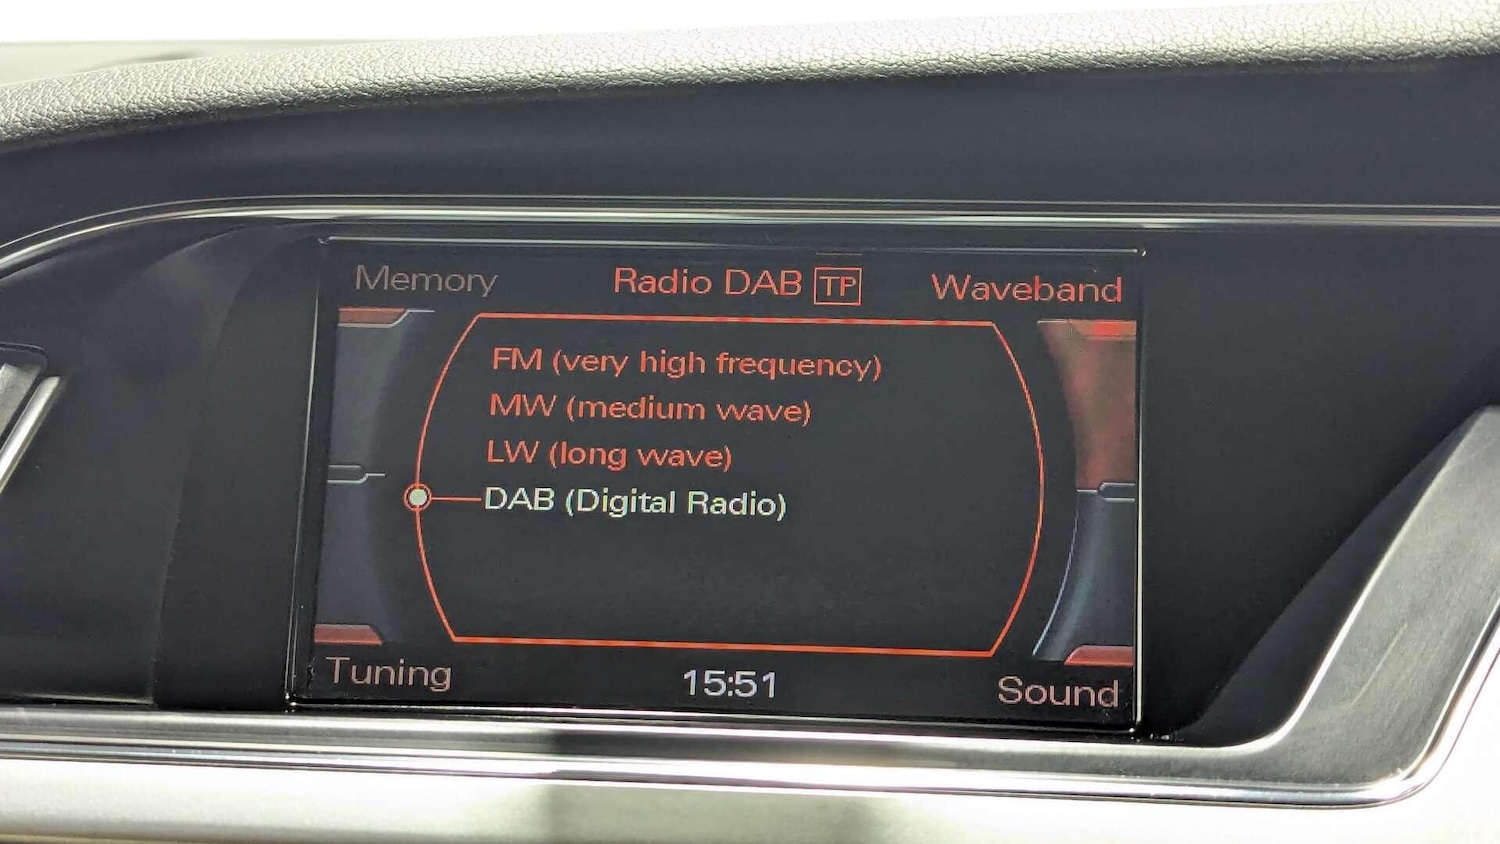 Memory Radio DAB TP Waveband
FM (very high frequency)
MW (medium wave)
LW (long wave)
DAB (Digital Radio)
Tuning 15:51 Sound